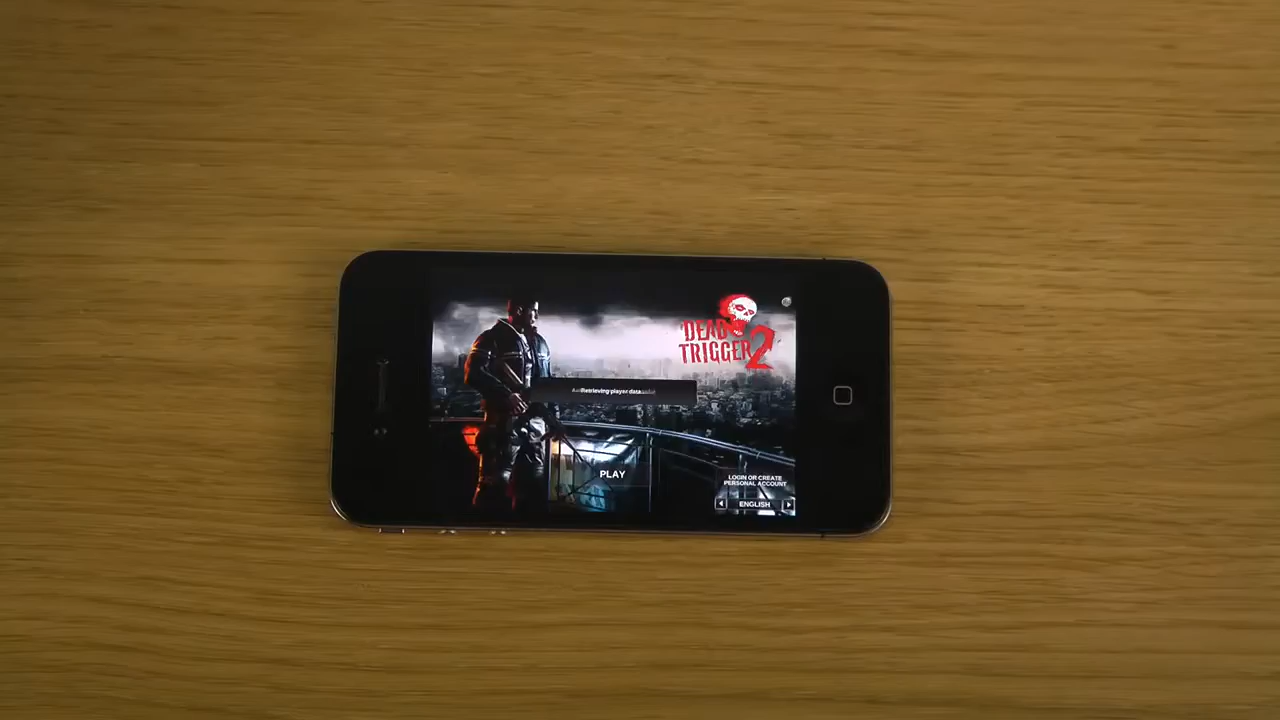 DEAD
TRIGGER 2
Retrieving player data...
PLAY
LOGIN OR CREATE
PERSONAL ACCOUNT
ENGLISH